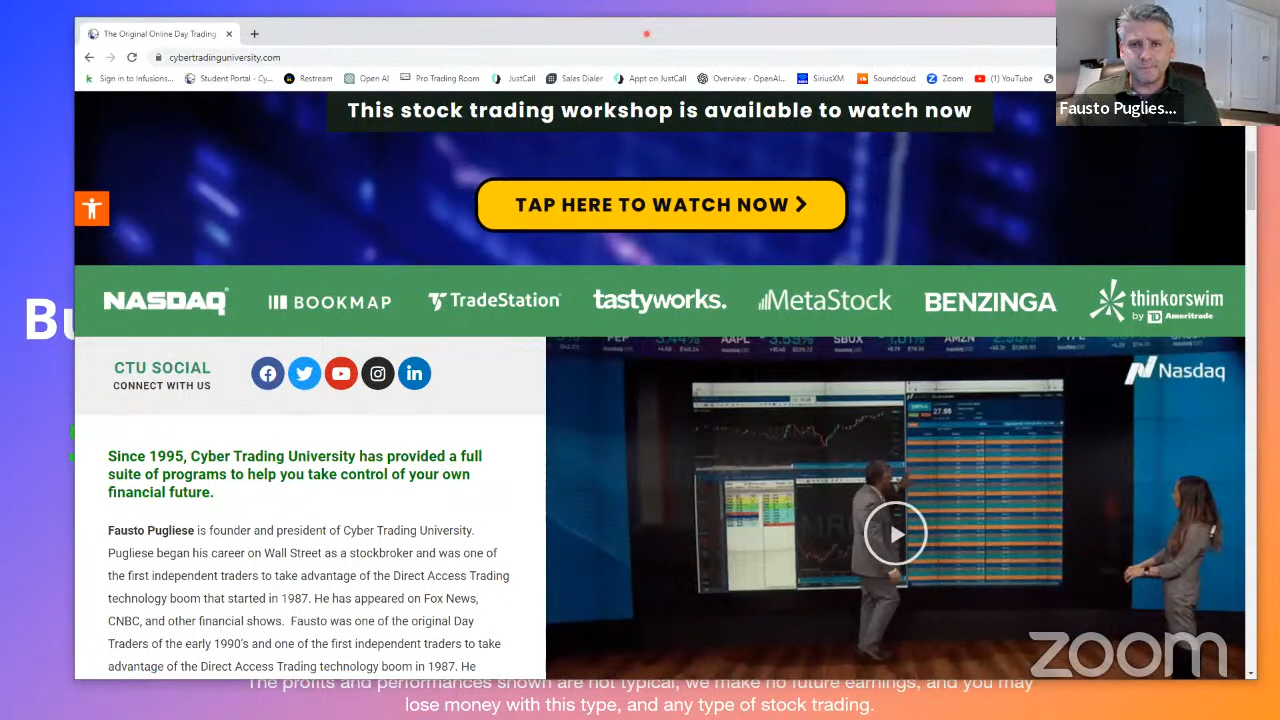 The Original Online Day Trading
cybertradinguniversity.com
Sign in to Infusions... Student Portal - Cy... Restream Open AI Pro Trading Room JustCall Sales Dialer Appt on JustCall Overview - OpenAI... SiriusXM Soundcloud Zoom (1) YouTube
Fausto Puglies...
This stock trading workshop is available to watch now
TAP HERE TO WATCH NOW
NASDAQ BOOKMAP TradeStation tastyworks. MetaStock BENZINGA thinkorswim
by TD Ameritrade
Bu
CTU SOCIAL
CONNECT WITH US
AAPL 3.59% SBUX 1.01% AMZN
Nasdaq
27.98
Since 1995, Cyber Trading University has provided a full
suite of programs to help you take control of your own
financial future.
Fausto Pugliese is founder and president of Cyber Trading University.
Pugliese began his career on Wall Street as a stockbroker and was one of
the first independent traders to take advantage of the Direct Access Trading
technology boom that started in 1987. He has appeared on Fox News,
CNBC, and other financial shows. Fausto was one of the original Day
Traders of the early 1990's and one of the first independent traders to take
advantage of the Direct Access Trading technology boom in 1987. He
zoom
The profits and performances shown are not typical, we make no future earnings, and you may
lose money with this type, and any type of stock trading.